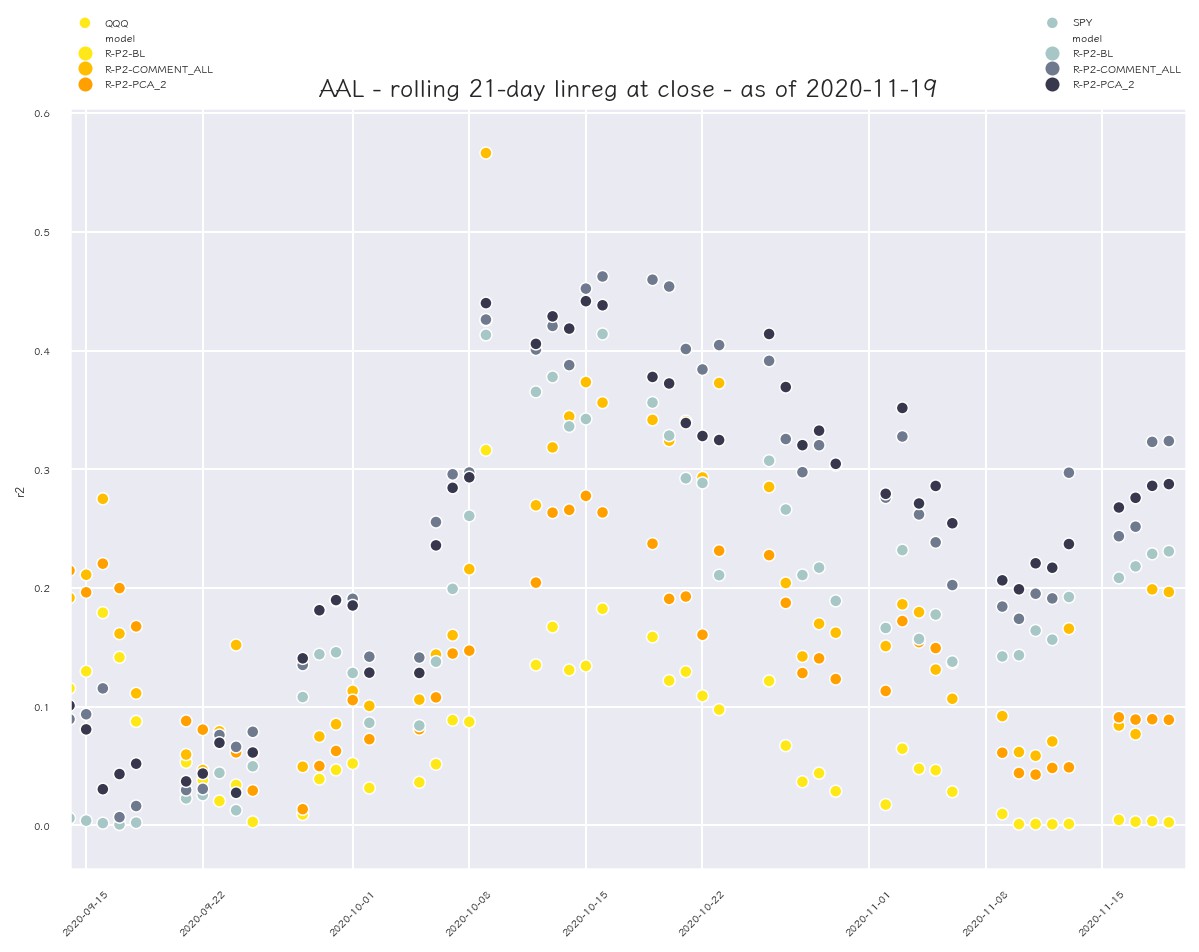 QQQ
model
R-P2-BL
R-P2-COMMENT_ALL
R-P2-PCA_2
SPY
model
R-P2-BL
R-P2-COMMENT_ALL
R-P2-PCA_2
AAL - rolling 21-day linreg at close - as of 2020-11-19
0.6
0.5
0.4
0.3
0.2
0.1
0.0
r2
2020-09-15
2020-09-22
2020-10-01
2020-10-08
2020-10-15
2020-10-22
2020-11-01
2020-11-08
2020-11-15